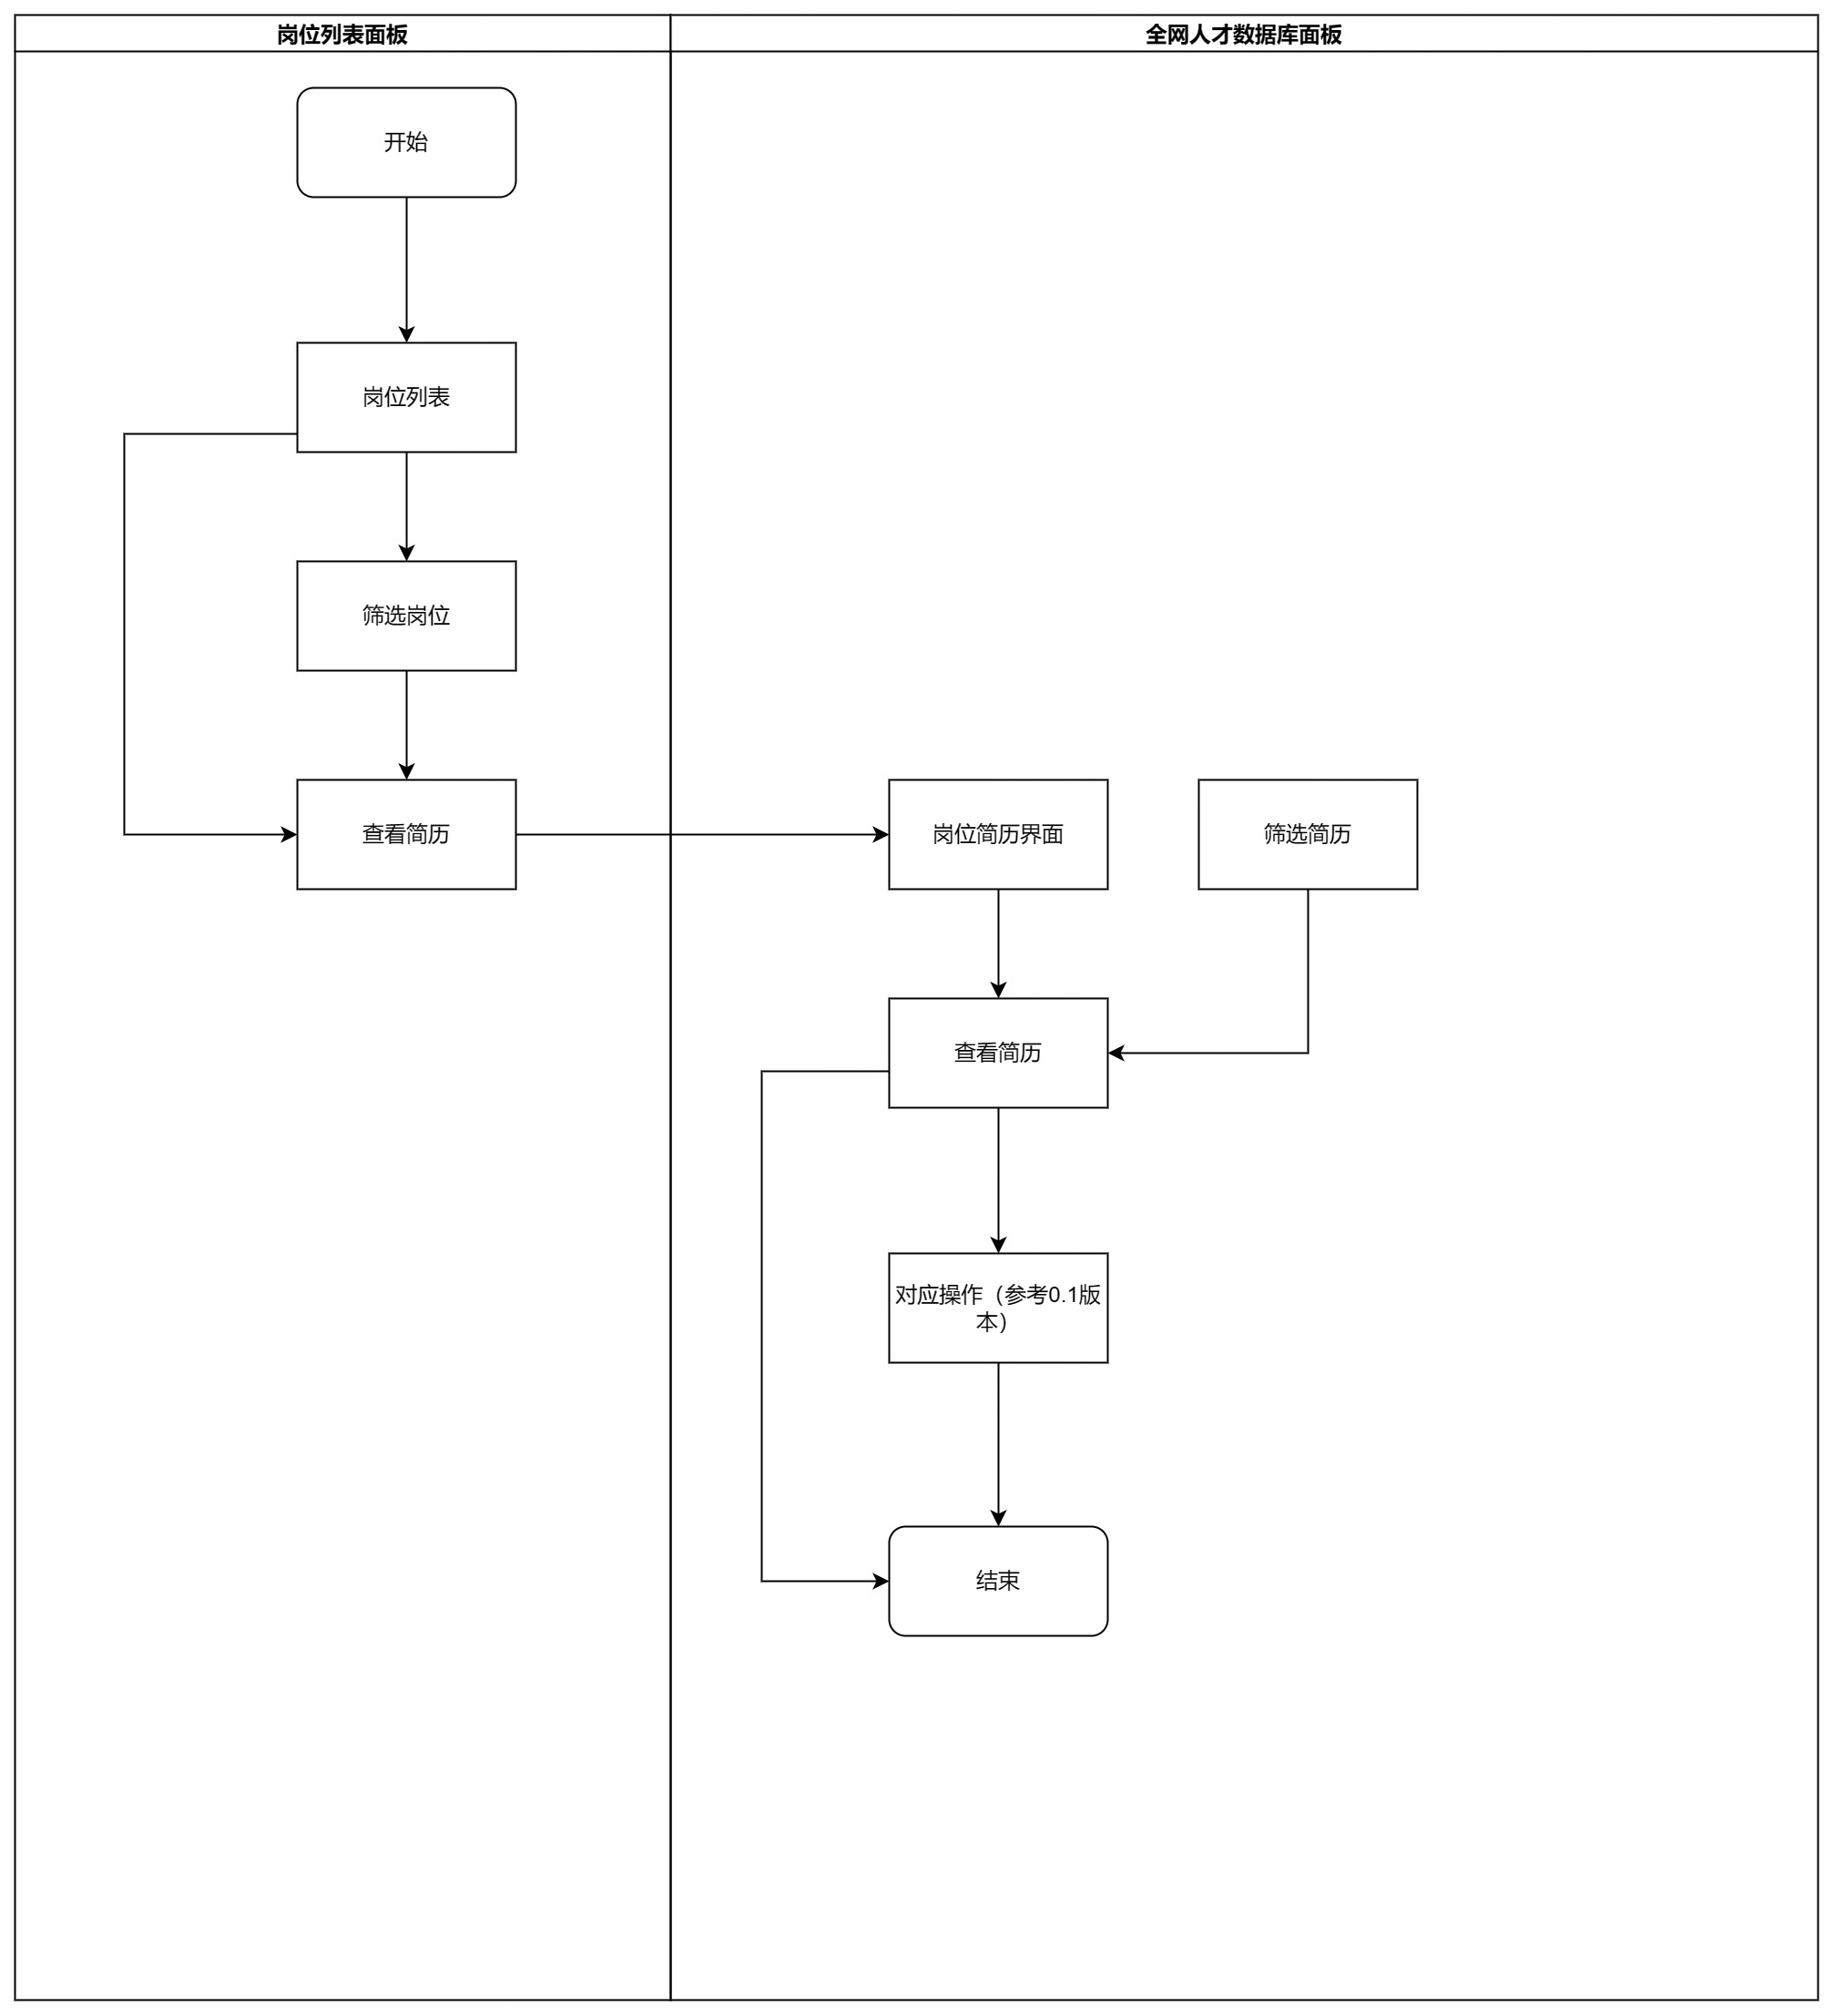 岗位列表面板
全网人才数据库面板
开始
岗位列表
筛选岗位
查看简历
岗位简历界面
筛选简历
查看简历
对应操作（参考0.1版
本）
结束